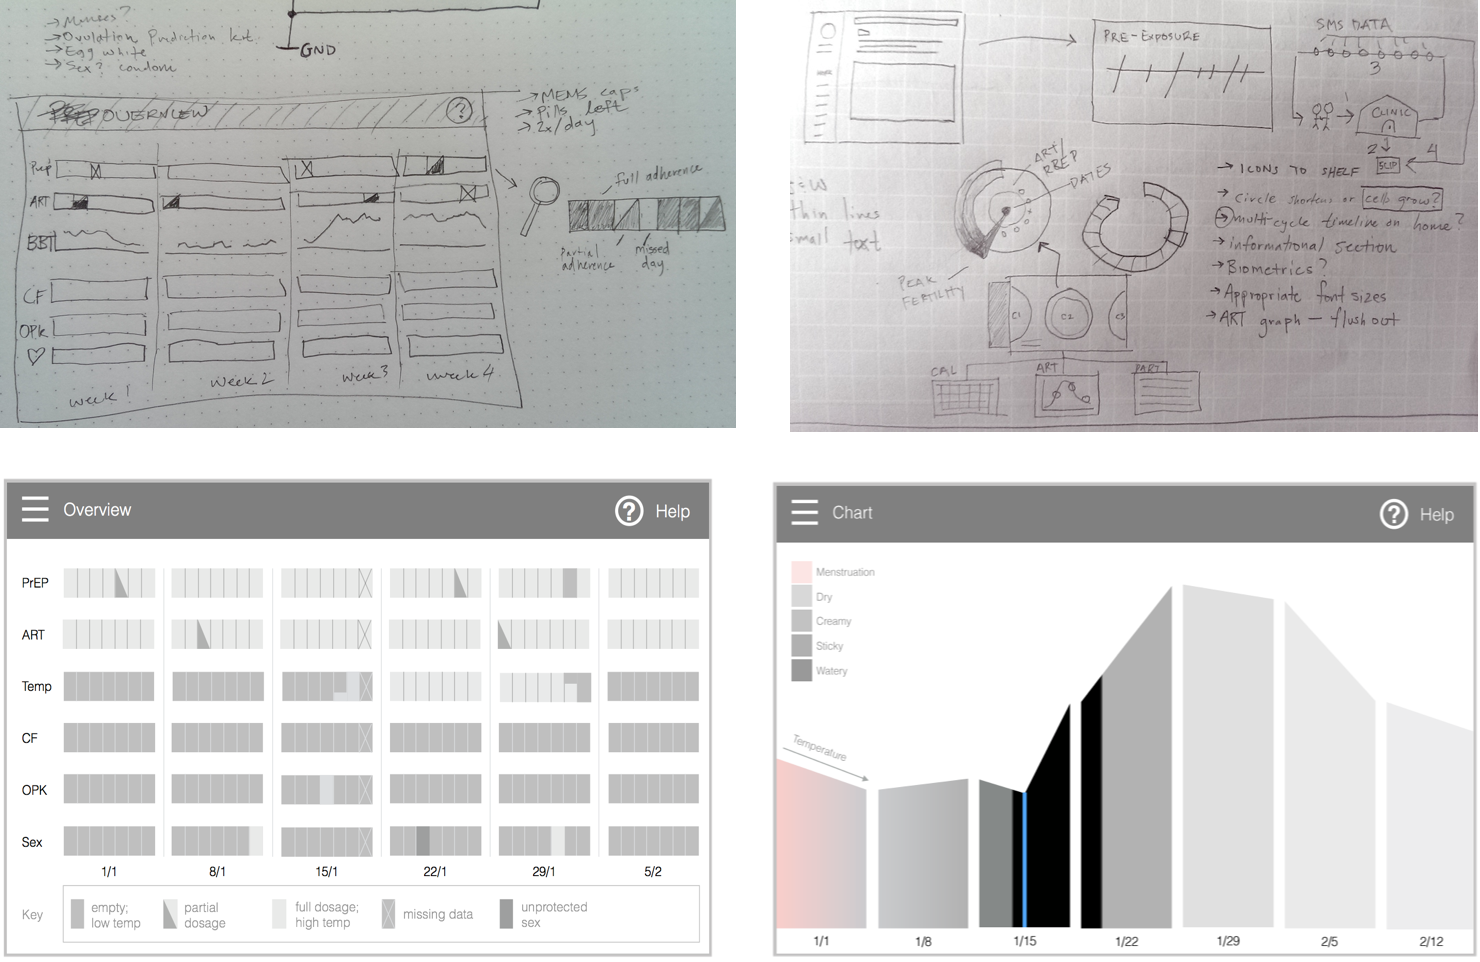 → Menses?
→ Ovulation Prediction kit
→ Egg white
→ Sex? condom
GND
OVERVIEW
?
→ MEMS caps
→ Pills left
→ 2x/day
Prep
ART
BBT
CF
OPK
week 1
week 2
week 3
week 4
full adherence
Partial adherence
missed day
PRE-EXPOSURE
SMS DATA
3
1
CLINIC
2
4
SLIP
ART/
PREP
DATES
thin lines
small text
PEAK
FERTILITY
C1
C2
C3
CAL
ART
PART
→ ICONS TO SHELF
→ Circle shortcuts or cells grow?
→ Multi-cycle timeline on home?
→ Informational section
→ Biometrics?
→ Appropriate font sizes
→ ART graph — flush out
Overview
? Help
PrEP
ART
Temp
CF
OPK
Sex
1/1 8/1 15/1 22/1 29/1 5/2
Key
empty;
low temp
partial
dosage
full dosage;
high temp
missing data
unprotected
sex
Chart
? Help
Menstruation
Dry
Creamy
Sticky
Watery
Temperature
1/1 1/8 1/15 1/22 1/29 2/5 2/12